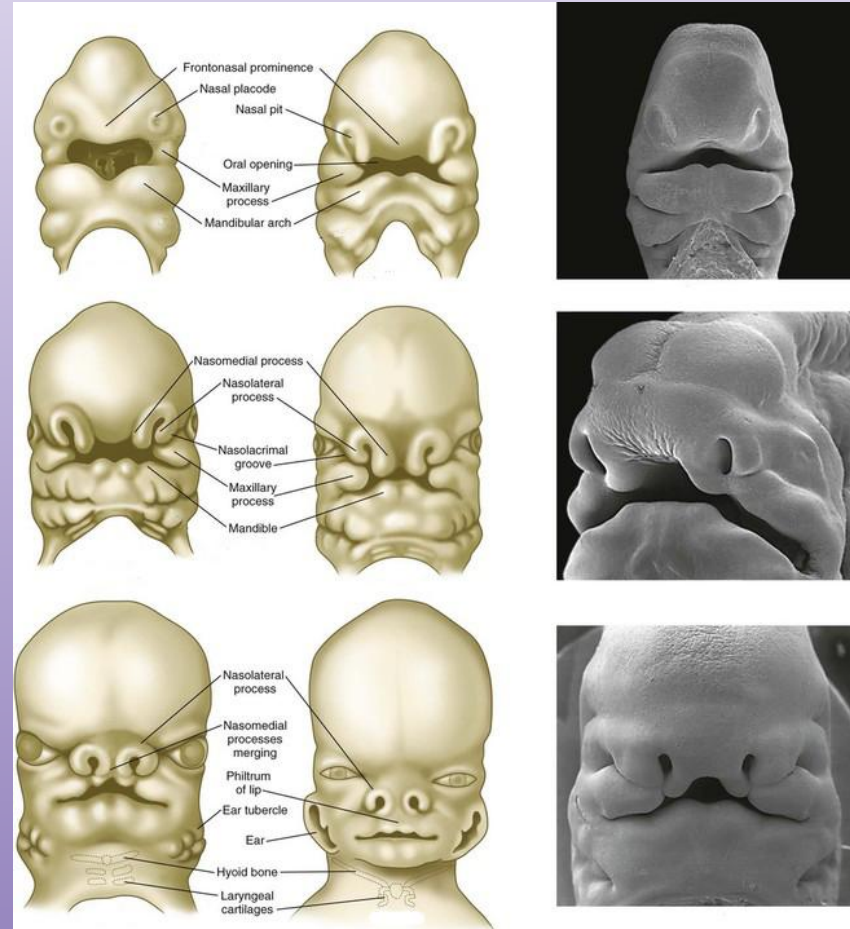 Frontonasal prominence
Nasal placode
Nasal pit
Oral opening
Maxillary
process
Mandibular arch
Nasomedial process
Nasolateral
process
Nasolacrimal
groove
Maxillary
process
Mandible
Nasolateral
process
Nasomedial
processes
merging
Philtrum
of lip
Ear tubercle
Ear
Hyoid bone
Laryngeal
cartilages